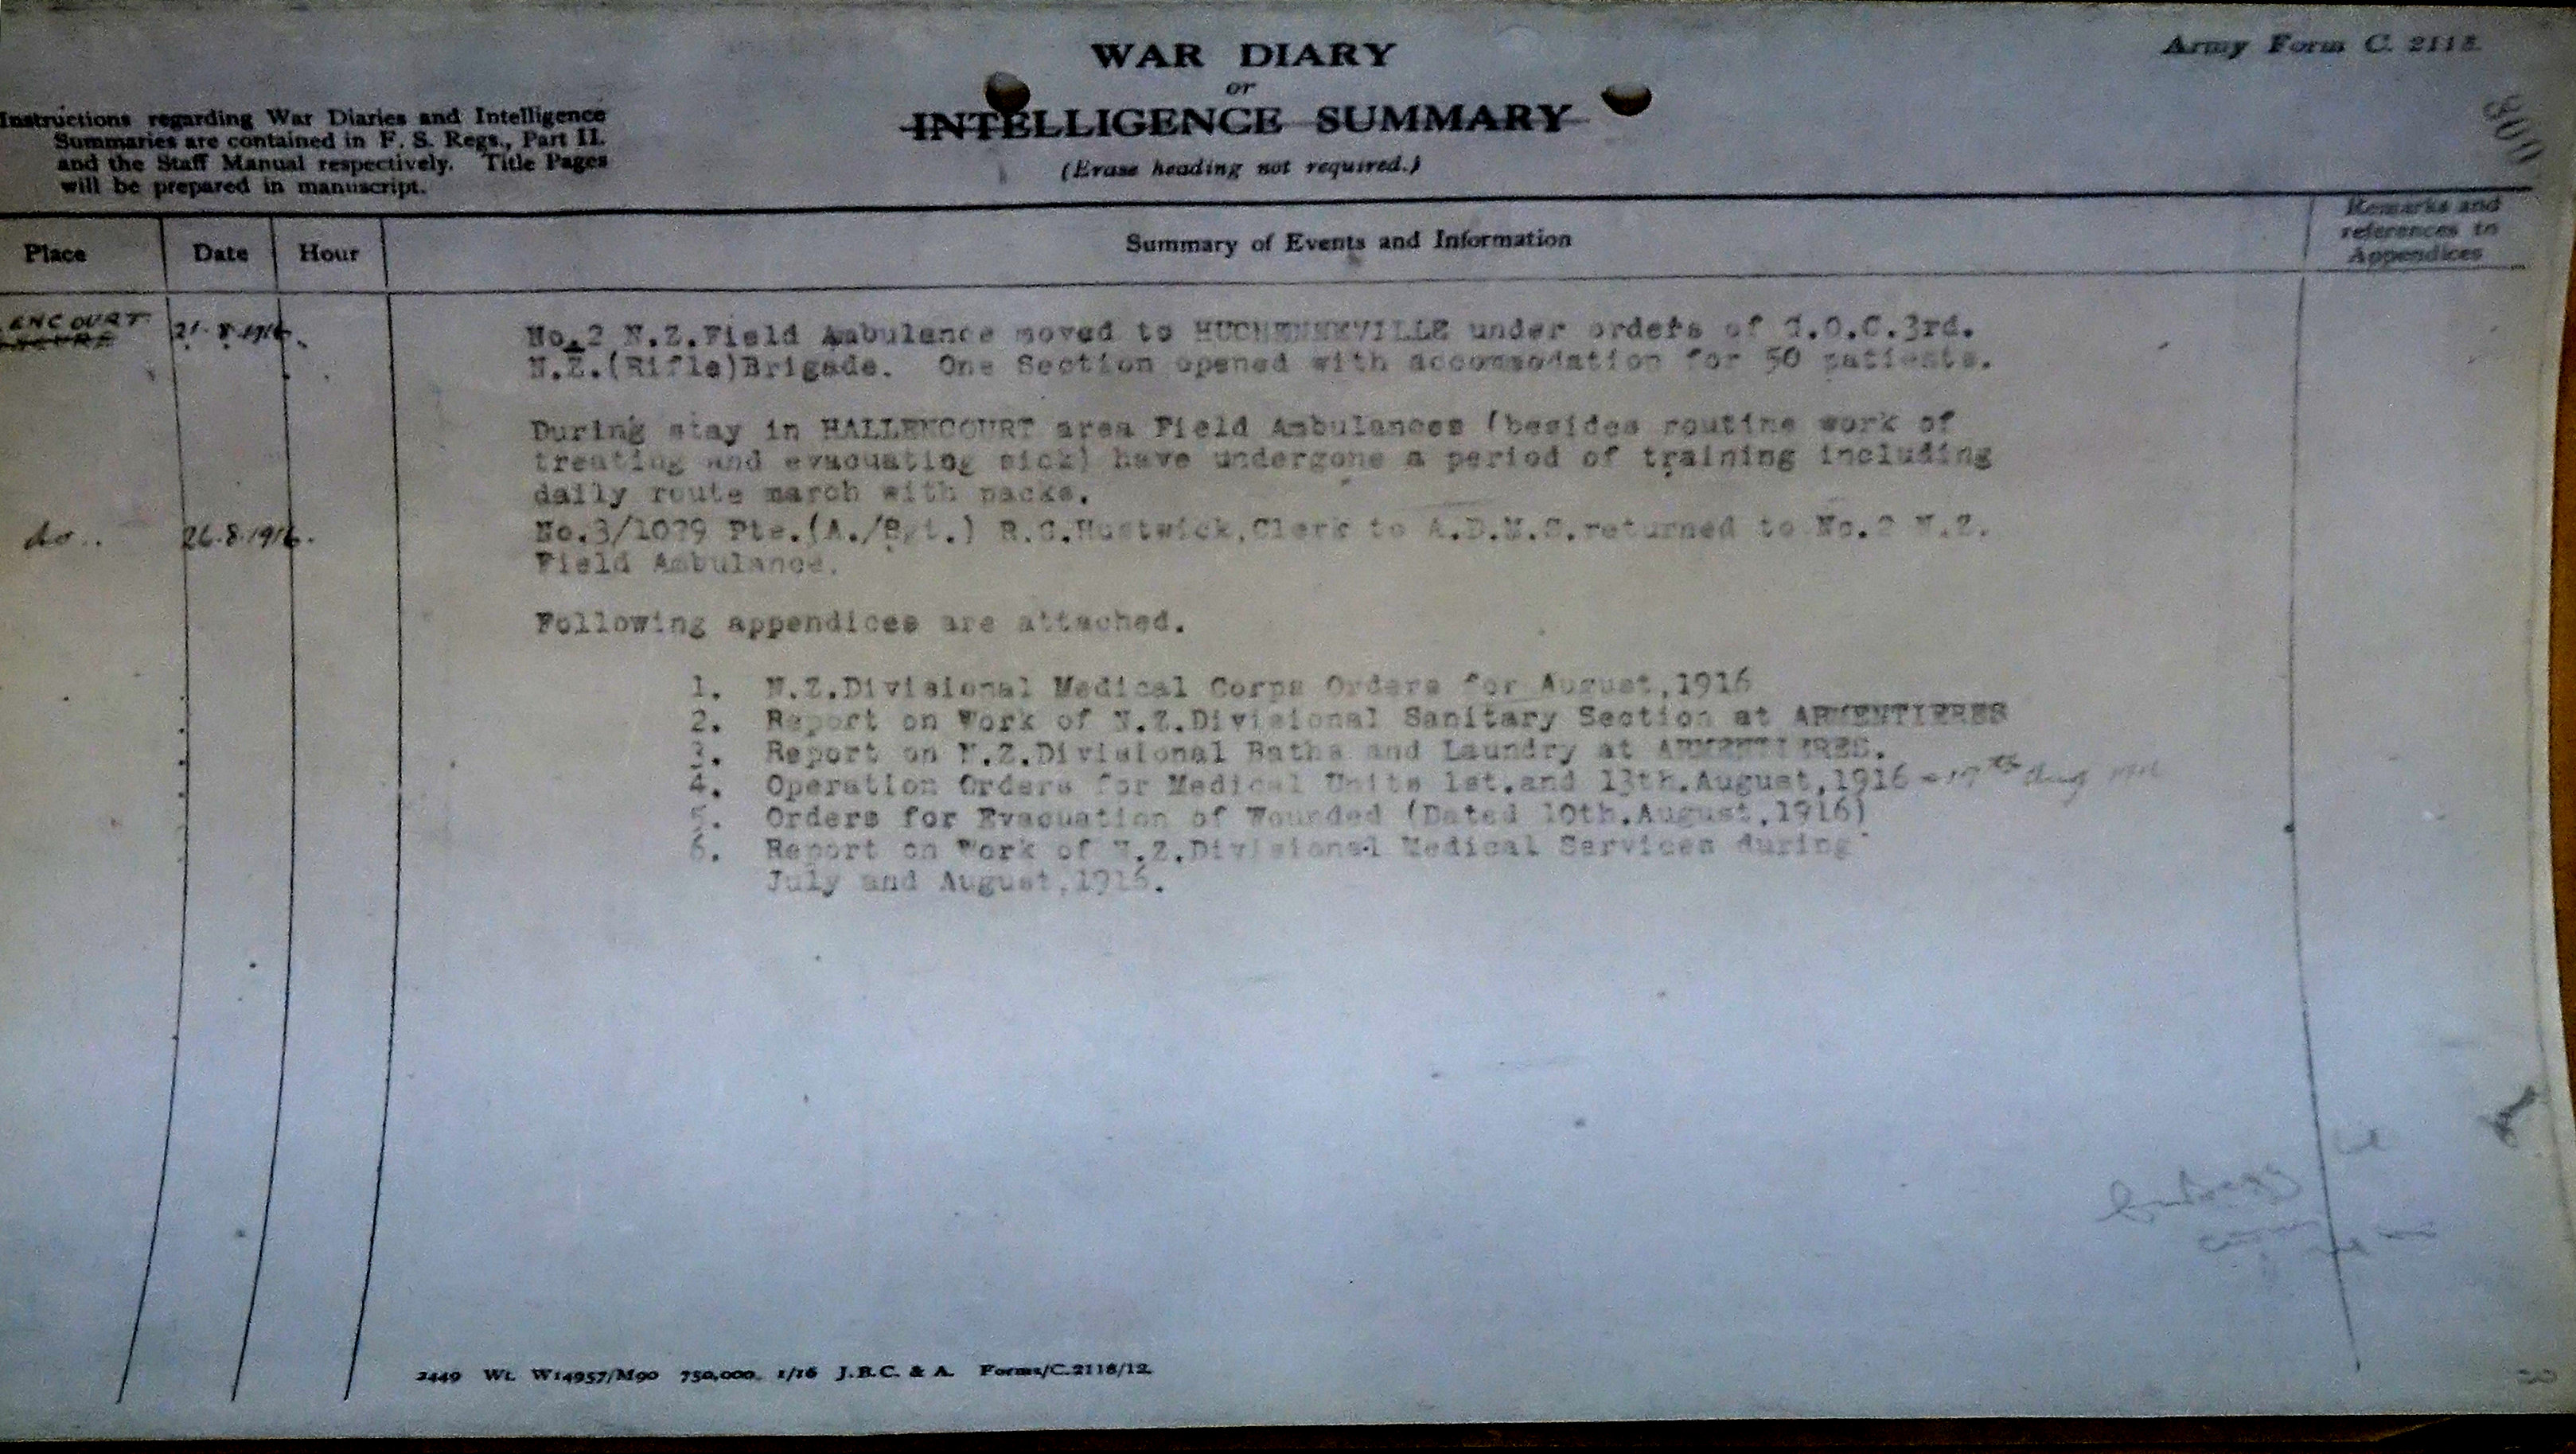 WAR DIARY
or
INTELLIGENCE SUMMARY
(Erase heading not required.)
Army Form C. 2118.
Instructions regarding War Diaries and Intelligence
Summaries are contained in F. S. Regs., Part II.
and the Staff Manual respectively. Title Pages
will be prepared in manuscript.
Place
Date
Hour
Summary of Events and Information
Remarks and
references to
Appendices
ENCOURT
21.8.1916.
No.2 N.Z.Field Ambulance moved to HUCHENNEVILLE under orders of G.O.C.3rd.
N.Z.(Rifle)Brigade. One Section opened with accommodation for 50 patients.
During stay in HALLENCOURT area Field Ambulances (besides routine work of
treating and evacuating sick) have undergone a period of training including
daily route march with packs.
do..
26.8.1916.
No.3/1079 Pte.(A./Sgt.) R.C.Hostwick,Clerk to A.D.M.S.returned to No.2 N.Z.
Field Ambulance.
Following appendices are attached.
1. N.Z.Divisional Medical Corps Orders for August,1916
2. Report on Work of N.Z.Divisional Sanitary Section at ARMENTIERES
3. Report on N.Z.Divisional Baths and Laundry at ARMENTIERES.
4. Operation Orders for Medical Units 1st.and 13th.August,1916 - 17th Aug
5. Orders for Evacuation of Wounded (Dated 10th.August,1916)
6. Report on Work of N.Z.Divisional Medical Services during
July and August,1916.
2449 Wt. W14957/M90 750,000. 1/16 J.B.C. & A. Forms/C.2118/12.